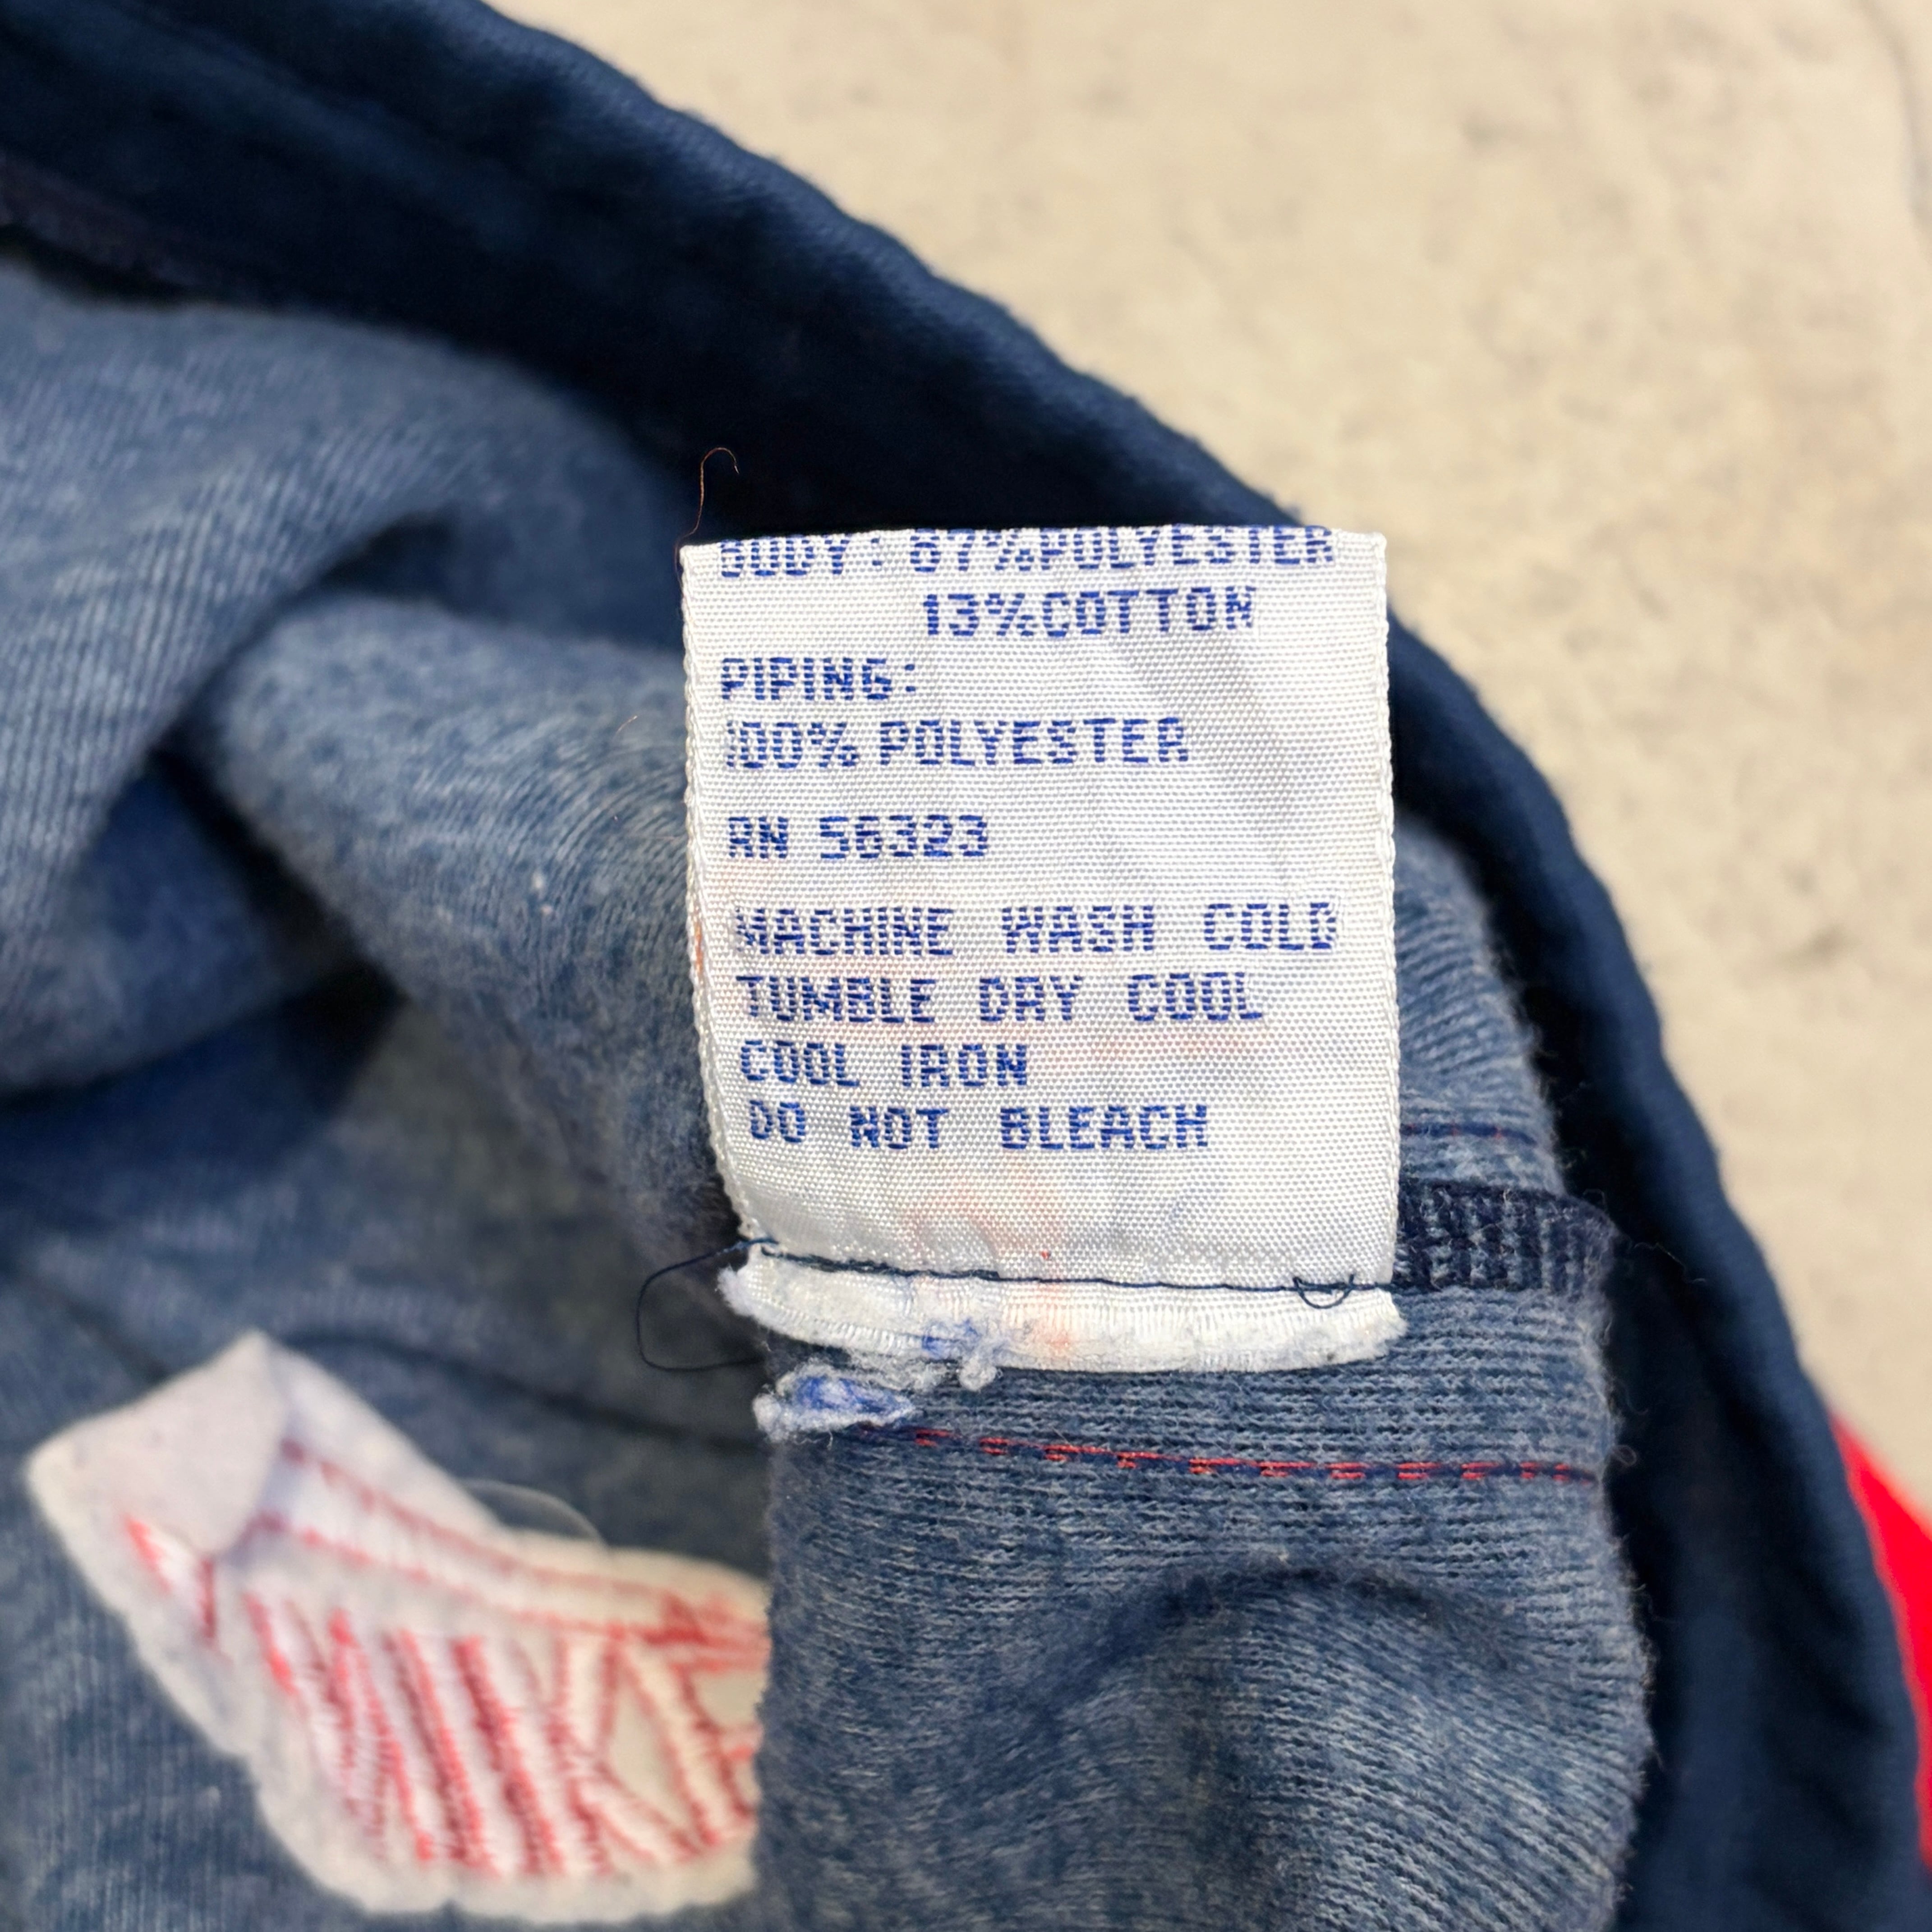 BODY: 87%POLYESTER
13%COTTON
PIPING:
100% POLYESTER
RN 56323
MACHINE WASH COLD
TUMBLE DRY COOL
COOL IRON
DO NOT BLEACH
NIKE